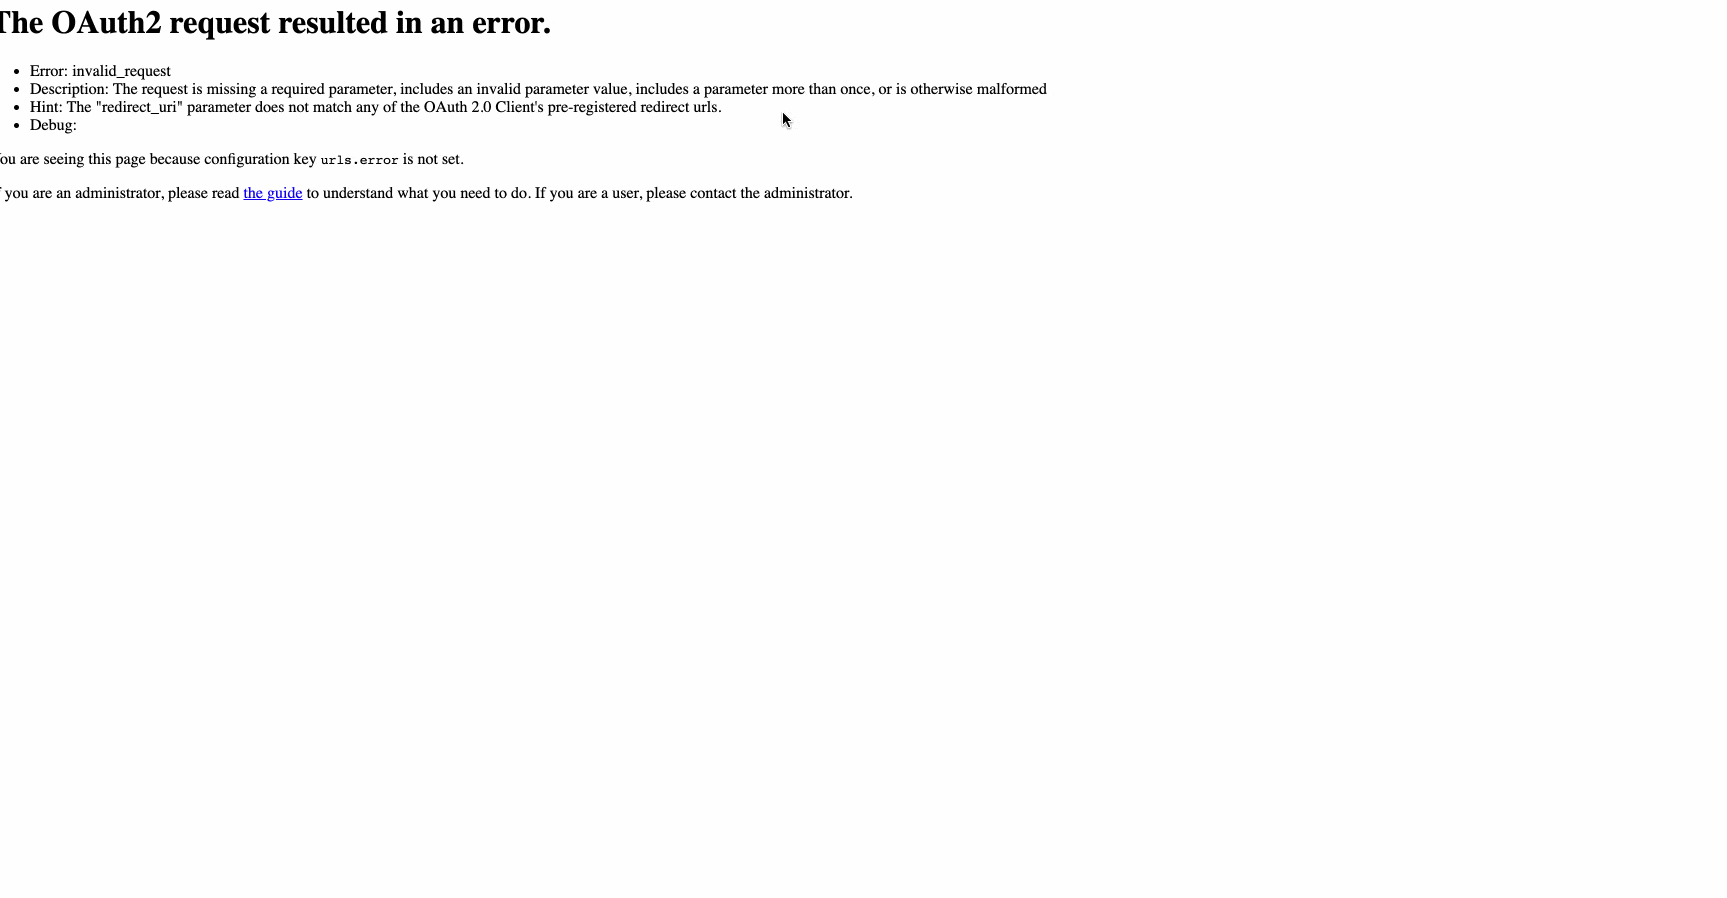 The OAuth2 request resulted in an error.
Error: invalid_request
Description: The request is missing a required parameter, includes an invalid parameter value, includes a parameter more than once, or is otherwise malformed
Hint: The "redirect_uri" parameter does not match any of the OAuth 2.0 Client's pre-registered redirect urls.
Debug:
ou are seeing this page because configuration key urls.error is not set.
f you are an administrator, please read the guide to understand what you need to do. If you are a user, please contact the administrator.